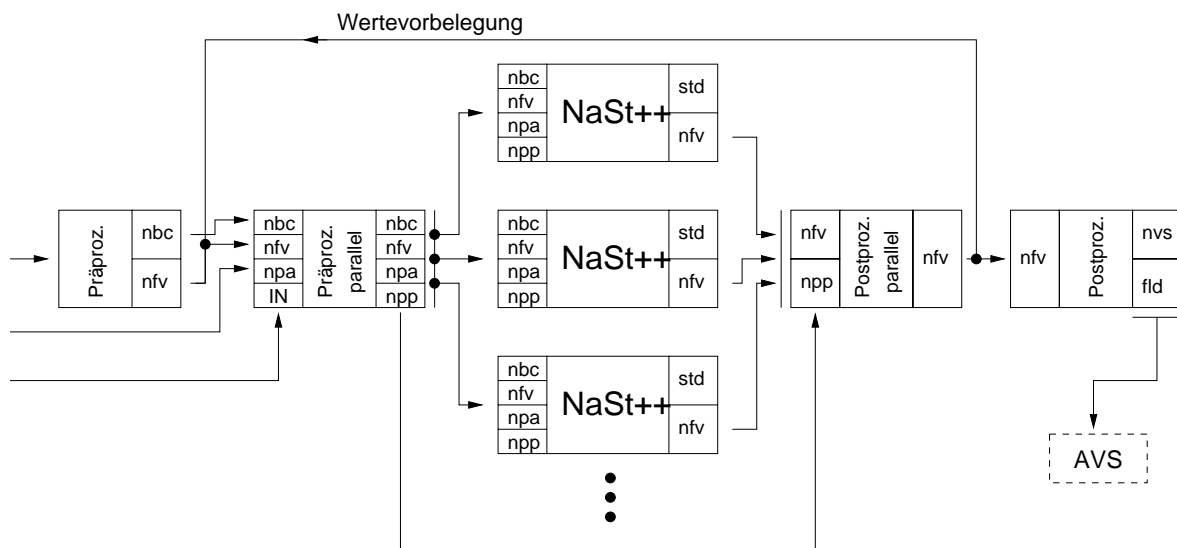 Wertevorbelegung
nbc
nfv
npa
npp
NaSt++
std
nfv
Präproz.
nbc
nfv
nbc
nfv
npa
IN
Präproz.
parallel
nbc
nfv
npa
npp
nbc
nfv
npa
npp
NaSt++
std
nfv
nfv
npp
Postproz.
parallel
nfv
nfv
Postproz.
nvs
fld
nbc
nfv
npa
npp
NaSt++
std
nfv
AVS